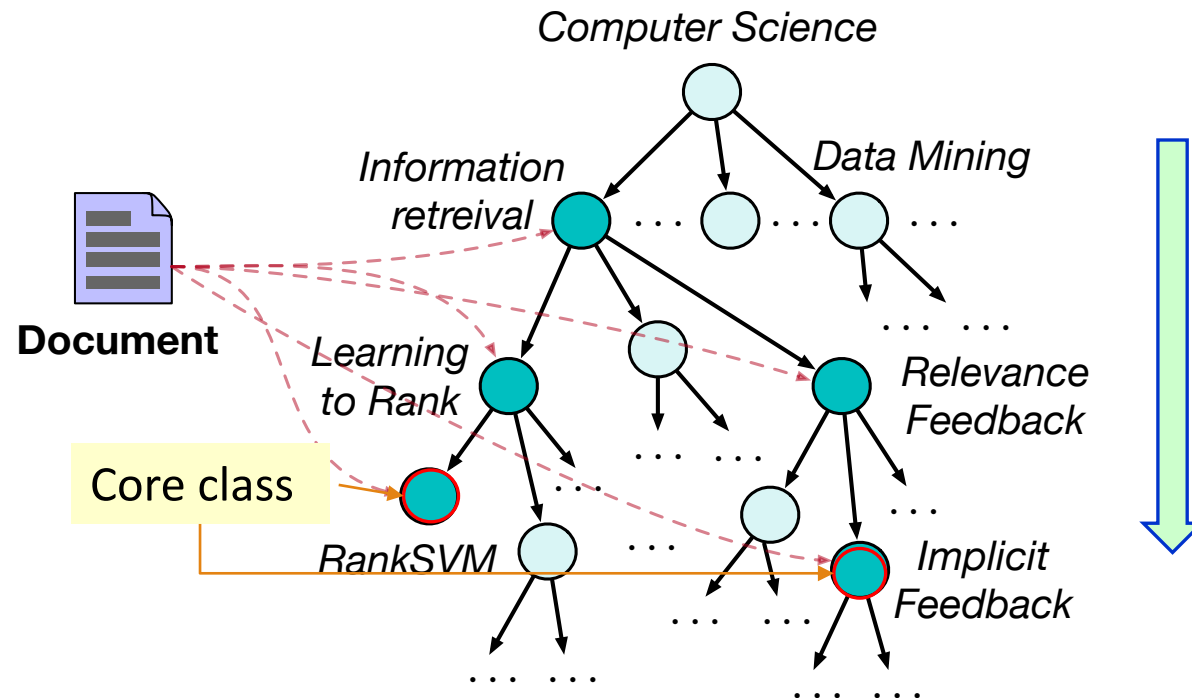 Computer Science
Information
retreival
Data Mining
. . .
. . .
. . .
Document
. . . . . .
Learning
to Rank
Relevance
Feedback
. . . . . .
Core class
. . .
. . .
RankSVM
. . .
Implicit
Feedback
. . . . . .
. . . . . .
. . . . . .